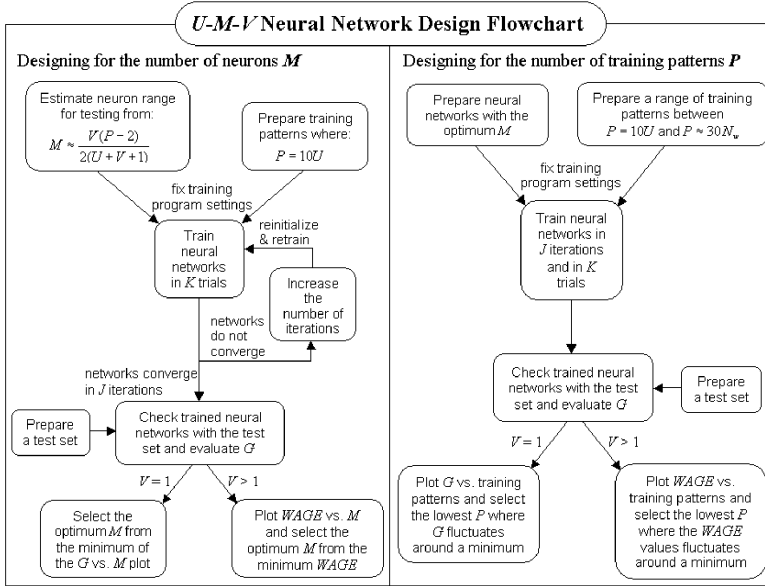 U-M-V Neural Network Design Flowchart
Designing for the number of neurons M
Estimate neuron range
for testing from:
M ≈ V(P − 2) / 2(U + V + 1)
Prepare training
patterns where:
P = 10U
fix training
program settings
Train
neural
networks
in K trials
reinitialize
& retrain
Increase
the
number of
iterations
networks
do not
converge
networks converge
in J iterations
Prepare
a test set
Check trained neural
networks with the test
set and evaluate G
V = 1
V > 1
Select the
optimum M from
the minimum of
the G vs. M plot
Plot WAGE vs. M
and select the
optimum M from the
minimum WAGE
Designing for the number of training patterns P
Prepare neural
networks with the
optimum M
Prepare a range of training
patterns between
P = 10U and P ≈ 30Nw
fix training
program settings
Train neural
networks in
J iterations
and in K
trials
Check trained neural
networks with the test
set and evaluate G
Prepare
a test set
V = 1
V > 1
Plot G vs. training
patterns and select
the lowest P where
G fluctuates
around a minimum
Plot WAGE vs.
training patterns and
select the lowest P
where the WAGE
values fluctuates
around a minimum